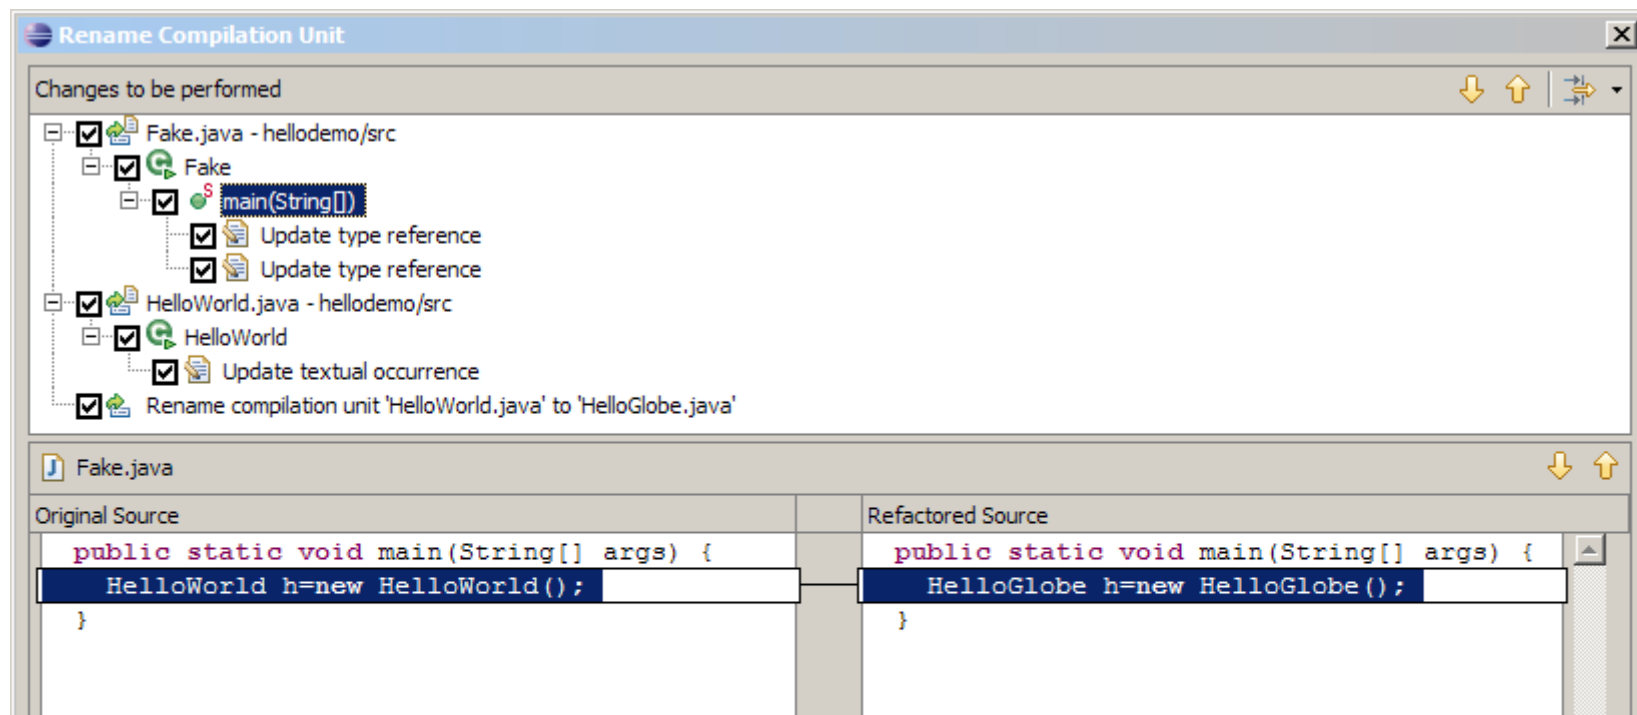 Rename Compilation Unit
Changes to be performed
Fake.java - hellodemo/src
Fake
main(String[])
Update type reference
Update type reference
HelloWorld.java - hellodemo/src
HelloWorld
Update textual occurrence
Rename compilation unit 'HelloWorld.java' to 'HelloGlobe.java'
Fake.java
Original Source
Refactored Source
public static void main(String[] args) {
HelloWorld h=new HelloWorld();
}
public static void main(String[] args) {
HelloGlobe h=new HelloGlobe();
}